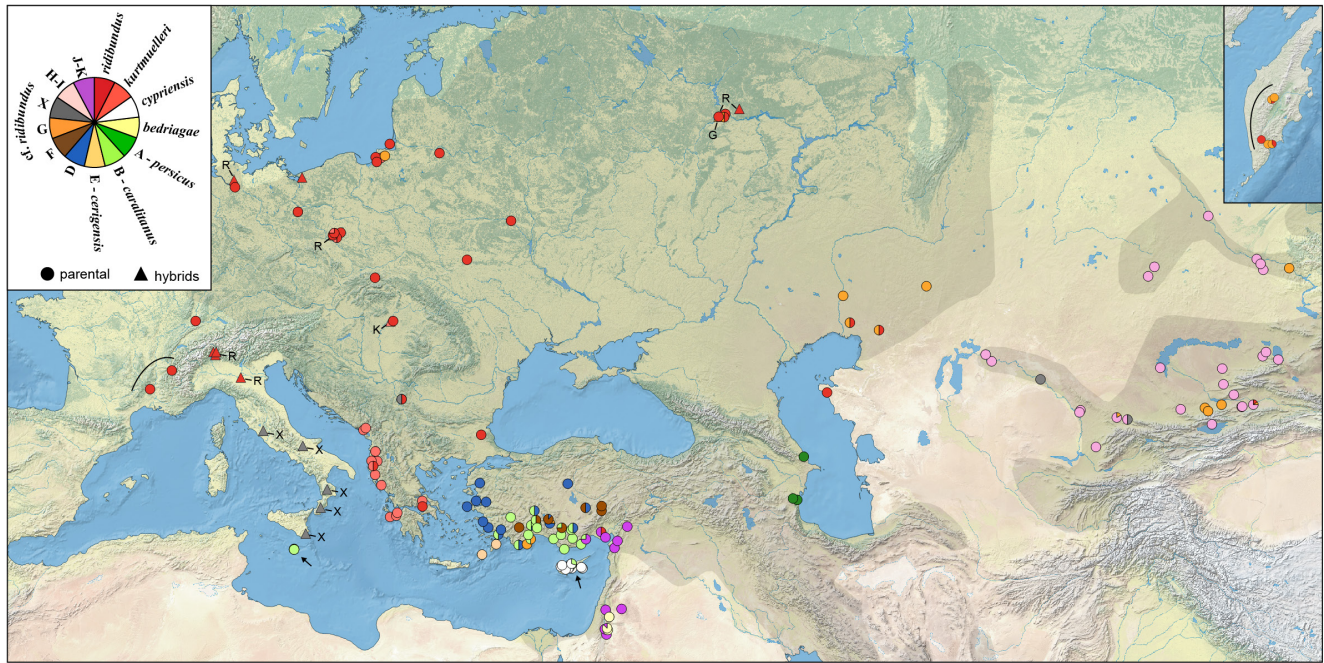 J-K
ridibundus
H-I
kurtmuelleri
X
cypriensis
G
bedriagae
cf. ridibundus
F
A - persicus
D
B - caralitanus
E - cerigensis
parental
hybrids
R
G
R
R
K
R
R
X
X
X
X
X